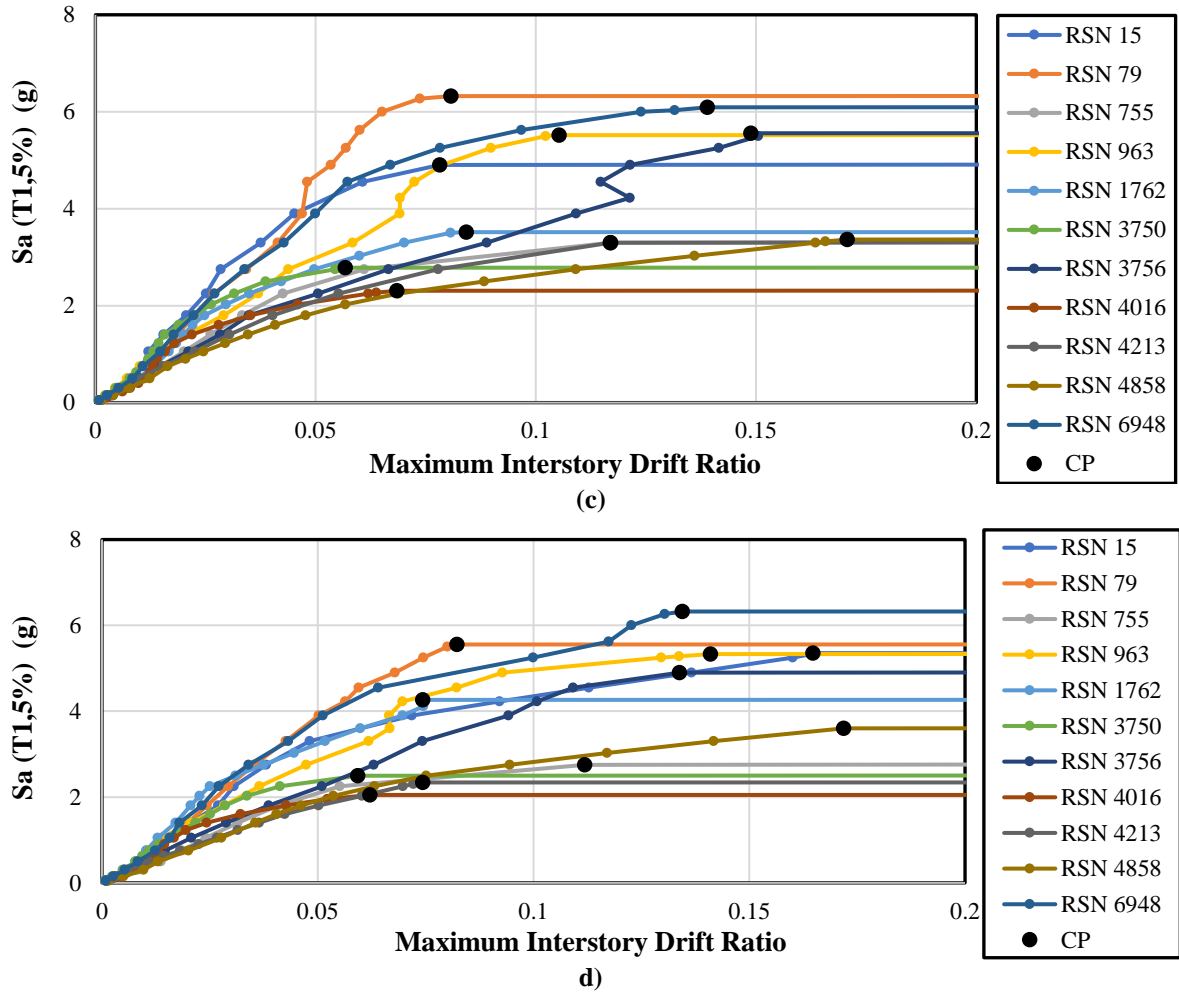 Sa (T1,5%) (g)
8
6
4
2
0
0
0.05
0.1
0.15
0.2
Maximum Interstory Drift Ratio
(c)
RSN 15
RSN 79
RSN 755
RSN 963
RSN 1762
RSN 3750
RSN 3756
RSN 4016
RSN 4213
RSN 4858
RSN 6948
CP
Sa (T1,5%) (g)
8
6
4
2
0
0
0.05
0.1
0.15
0.2
Maximum Interstory Drift Ratio
d)
RSN 15
RSN 79
RSN 755
RSN 963
RSN 1762
RSN 3750
RSN 3756
RSN 4016
RSN 4213
RSN 4858
RSN 6948
CP